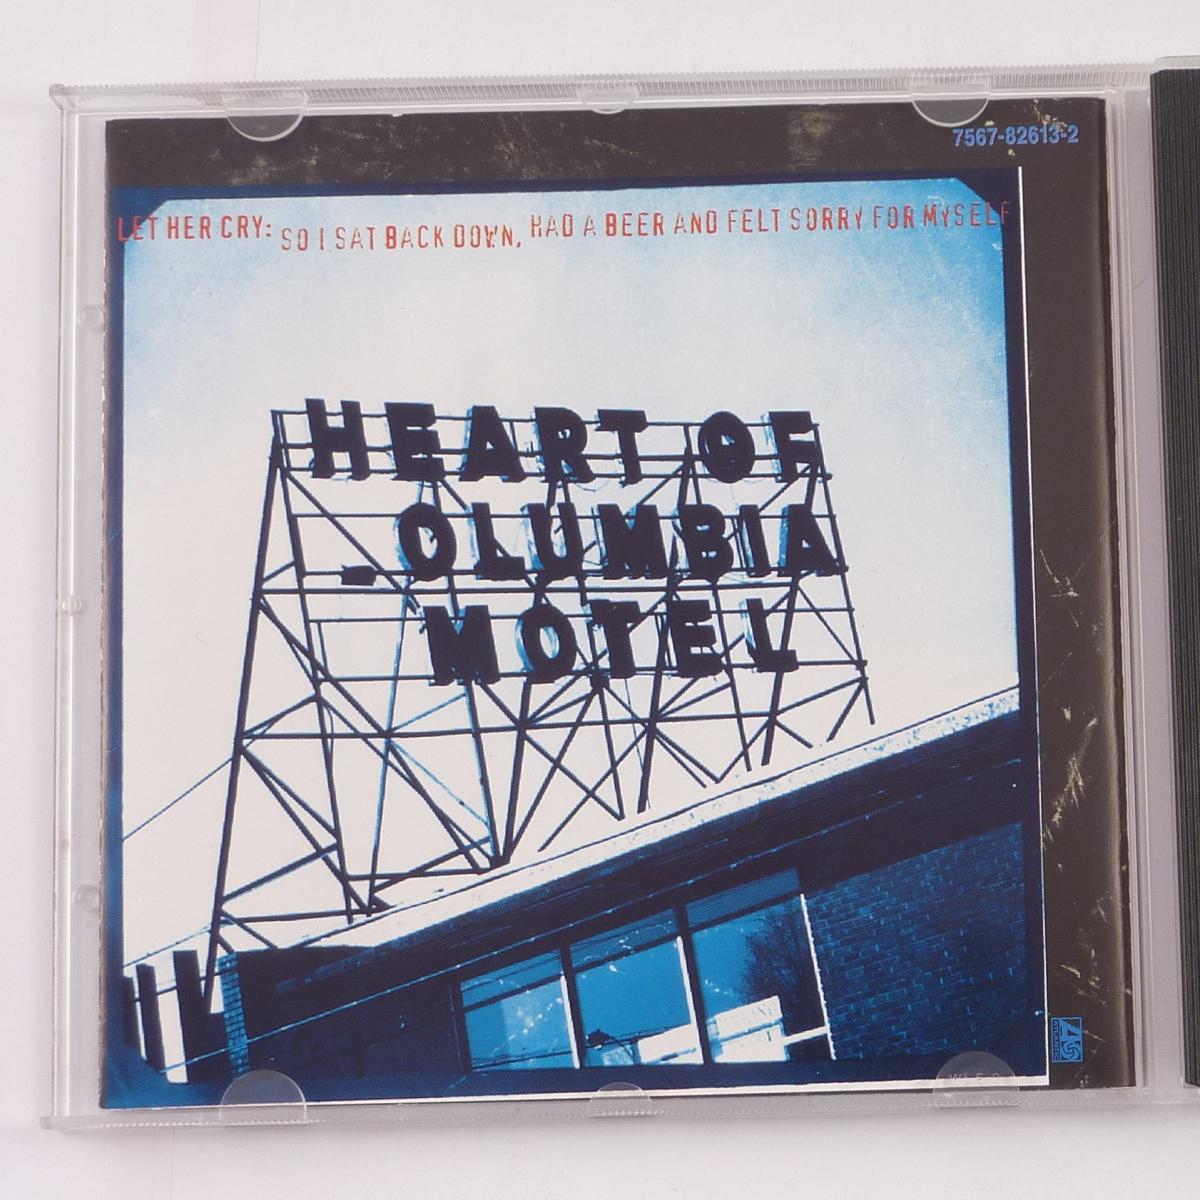 7567-82613-2
LET HER CRY: SO I SAT BACK DOWN, HAD A BEER AND FELT SORRY FOR MYSELF
HEART OF
OLUMBIA
MOTEL
ATLANTIC